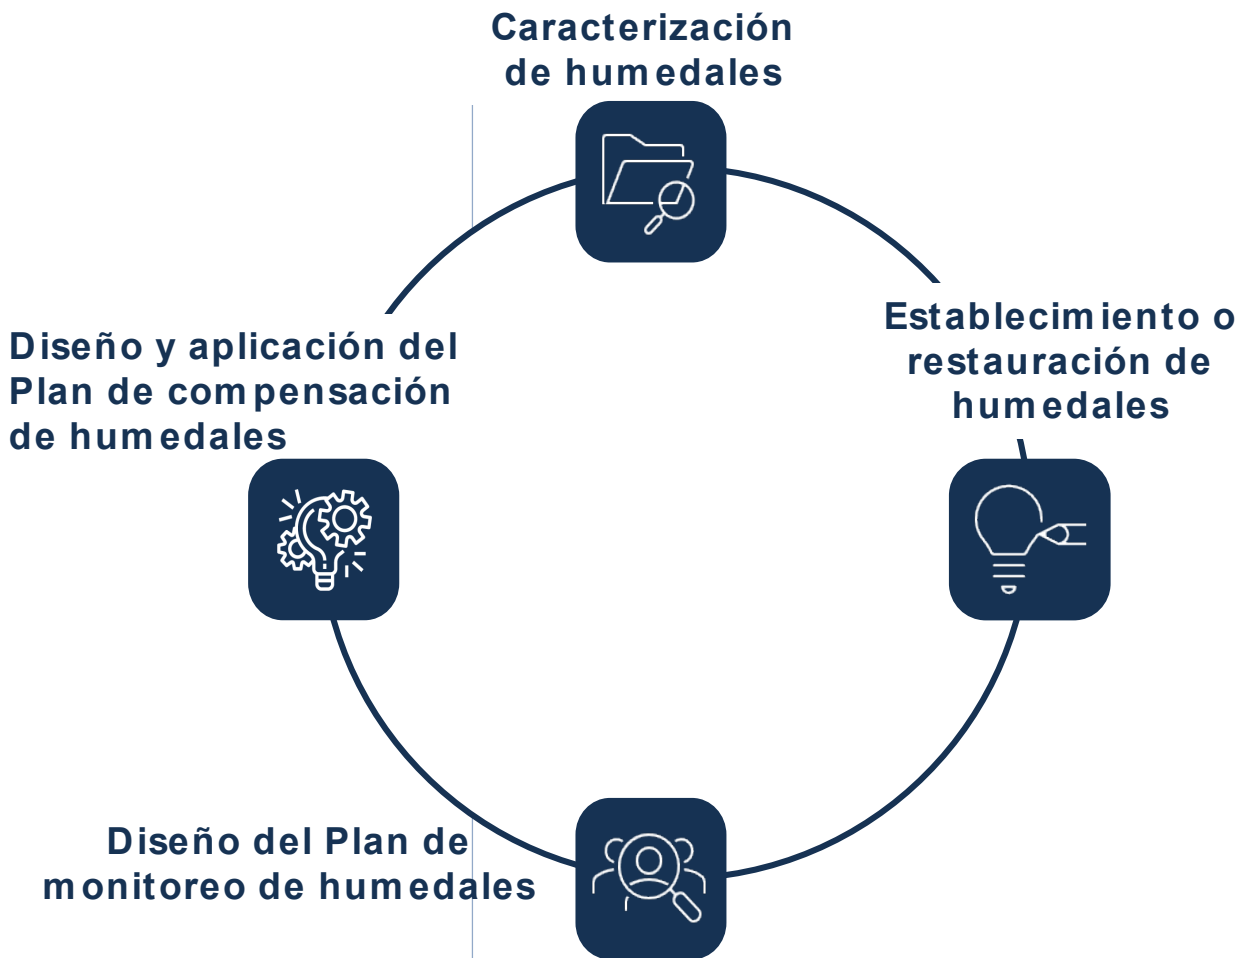 Caracterización
de humedales
Establecimiento o
restauración de
humedales
Diseño y aplicación del
Plan de compensación
de humedales
Diseño del Plan de
monitoreo de humedales